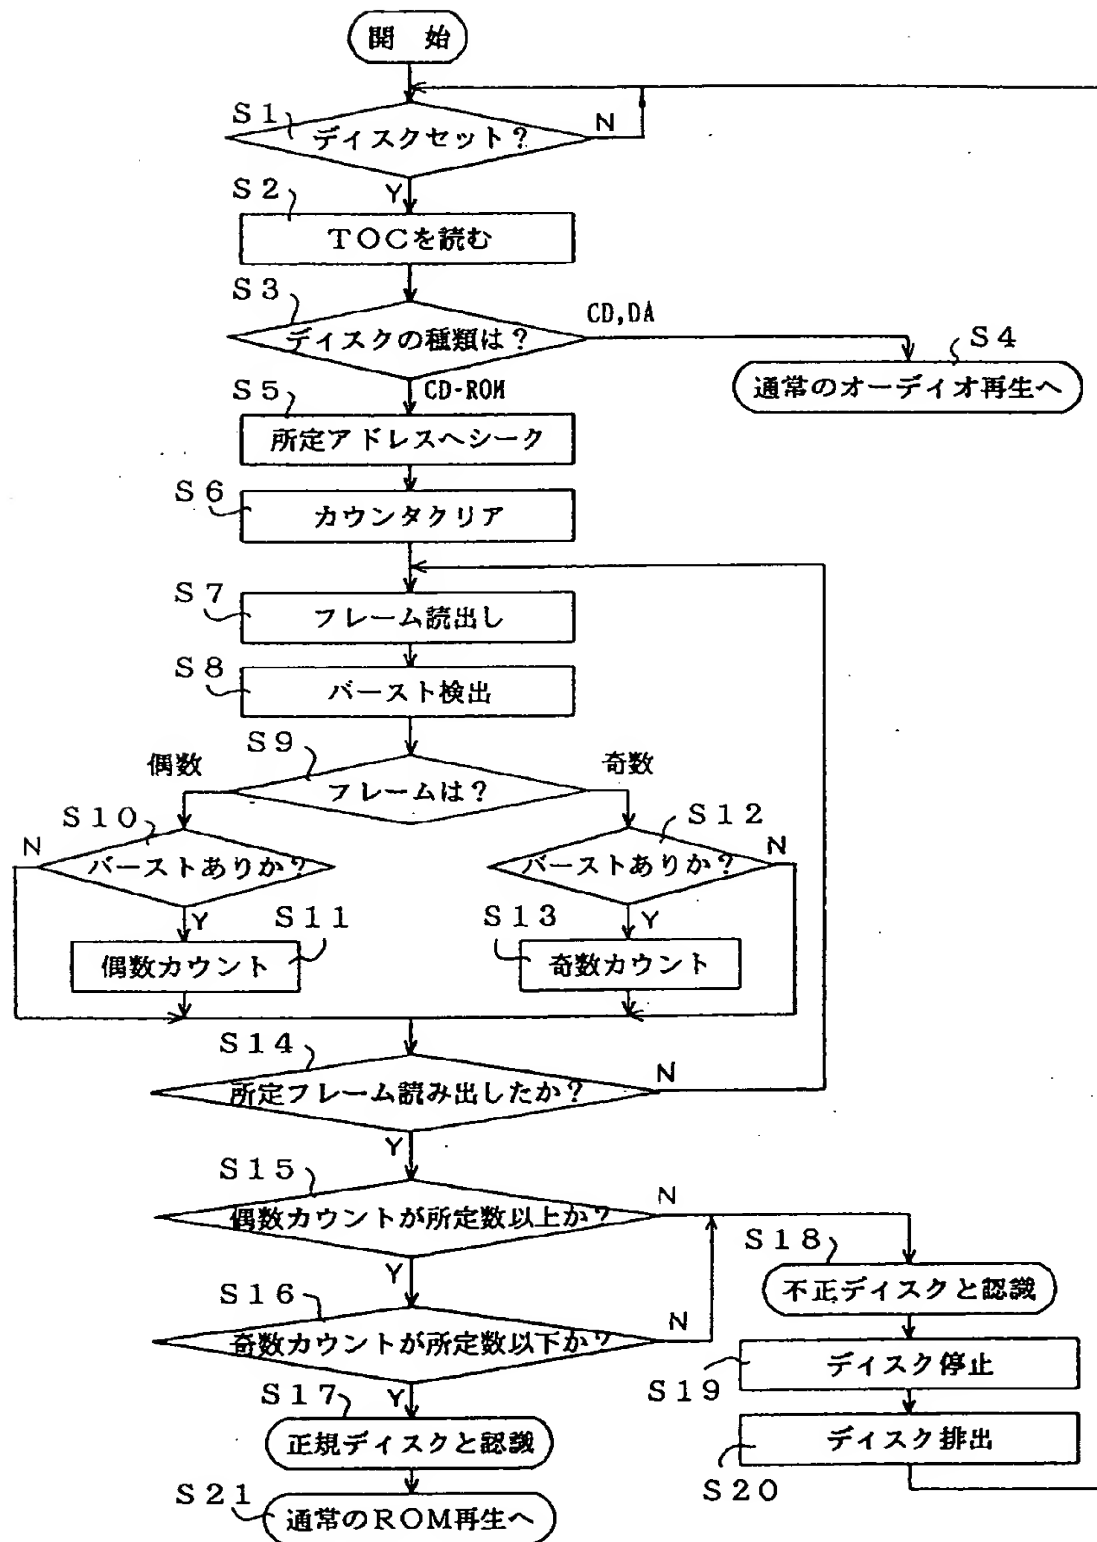 開 始
S1
ディスクセット?
N
Y
S2
TOCを読む
S3
ディスクの種類は?
CD,DA
S4
通常のオーディオ再生へ
CD-ROM
S5
所定アドレスへシーク
S6
カウンタクリア
S7
フレーム読出し
S8
バースト検出
S9
偶数
フレームは?
奇数
S10
N
バーストありか?
S12
バーストありか?
N
Y
S11
偶数カウント
Y
S13
奇数カウント
S14
所定フレーム読み出したか?
N
Y
S15
偶数カウントが所定数以上か?
N
Y
S16
奇数カウントが所定数以下か?
N
Y
S17
正規ディスクと認識
S18
不正ディスクと認識
S19
ディスク停止
S20
ディスク排出
S21
通常のROM再生へ